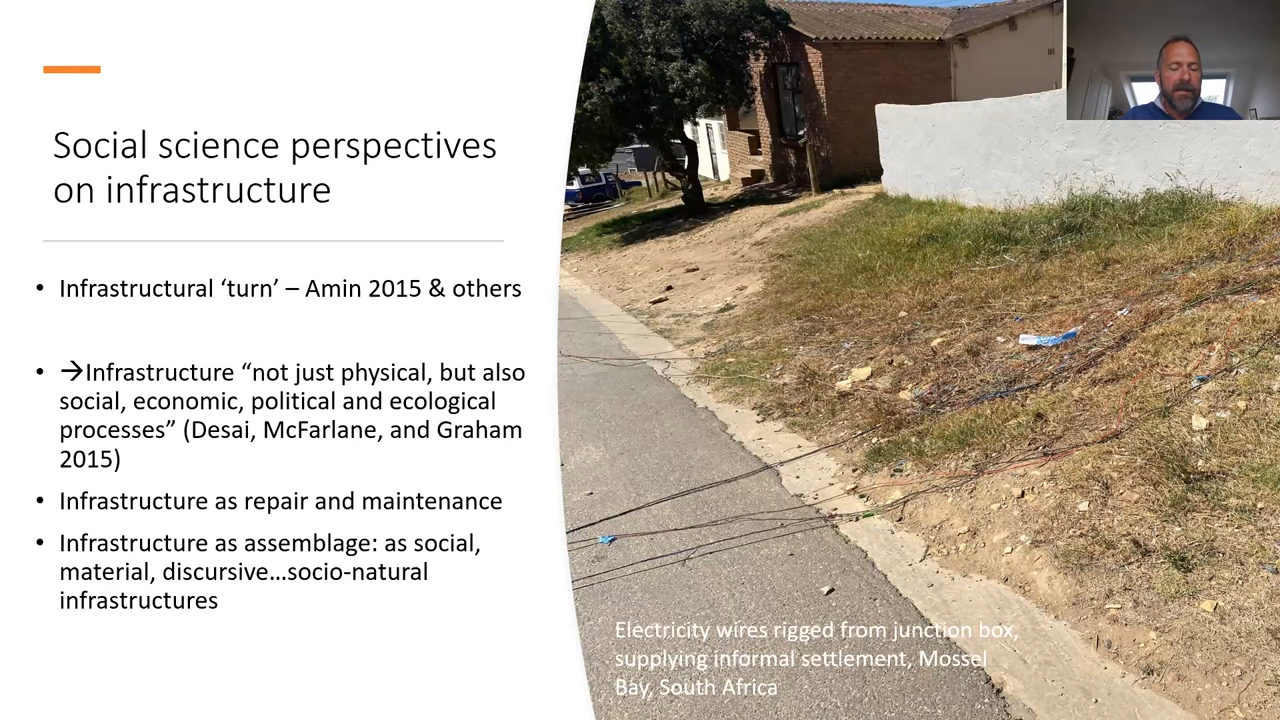 Social science perspectives
on infrastructure
• Infrastructural ‘turn’ – Amin 2015 & others
• →Infrastructure “not just physical, but also
social, economic, political and ecological
processes” (Desai, McFarlane, and Graham
2015)
• Infrastructure as repair and maintenance
• Infrastructure as assemblage: as social,
material, discursive…socio-natural
infrastructures
Electricity wires rigged from junction box,
supplying informal settlement, Mossel
Bay, South Africa